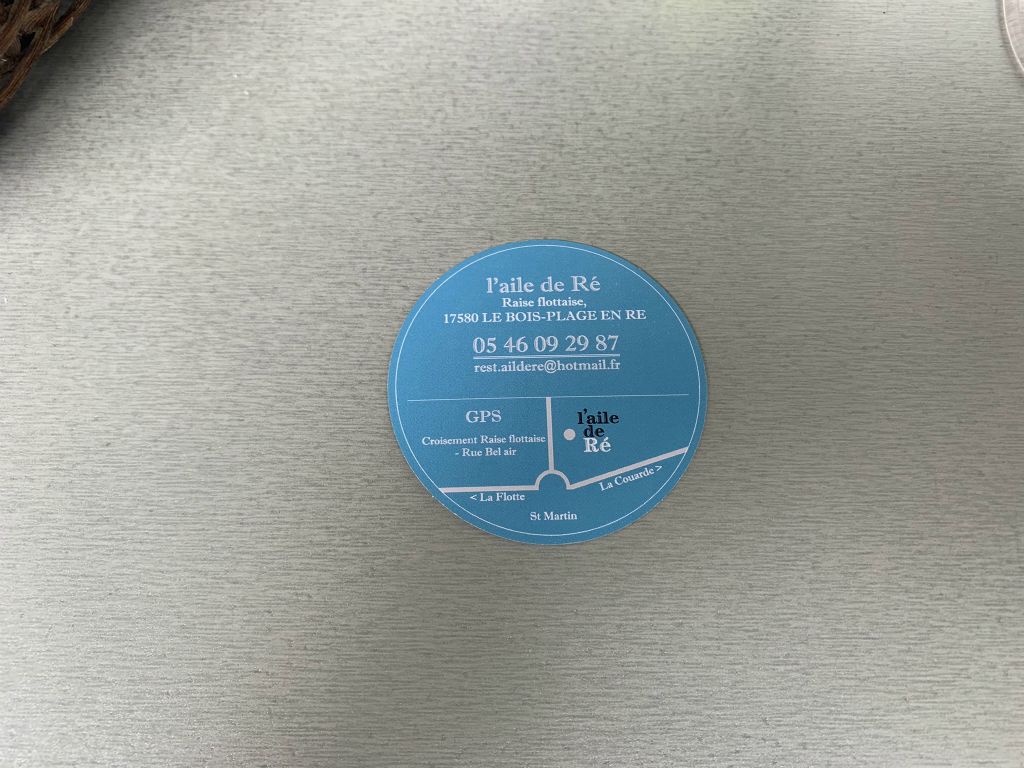 l'aile de Ré
Raise flottaise,
17580 LE BOIS-PLAGE EN RE
05 46 09 29 87
rest.aildere@hotmail.fr
GPS
Croisement Raise flottaise
- Rue Bel air
l'aile
de
Ré
< La Flotte
La Couarde >
St Martin